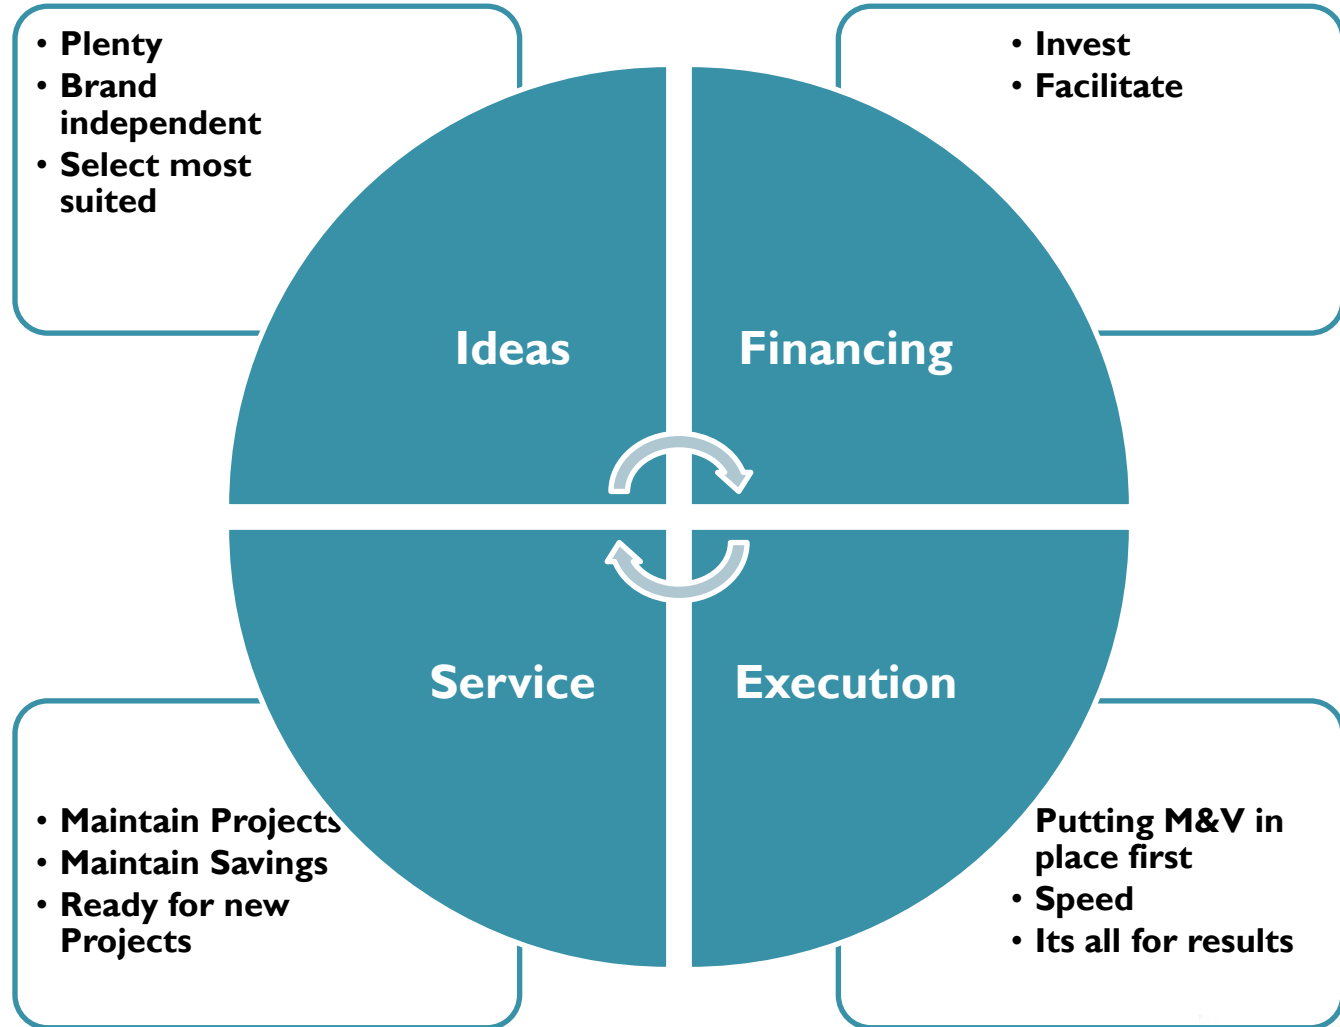 • Plenty
• Brand
independent
• Select most
suited
• Invest
• Facilitate
Ideas
Financing
Service
Execution
• Maintain Projects
• Maintain Savings
• Ready for new
Projects
Putting M&V in
place first
• Speed
• Its all for results